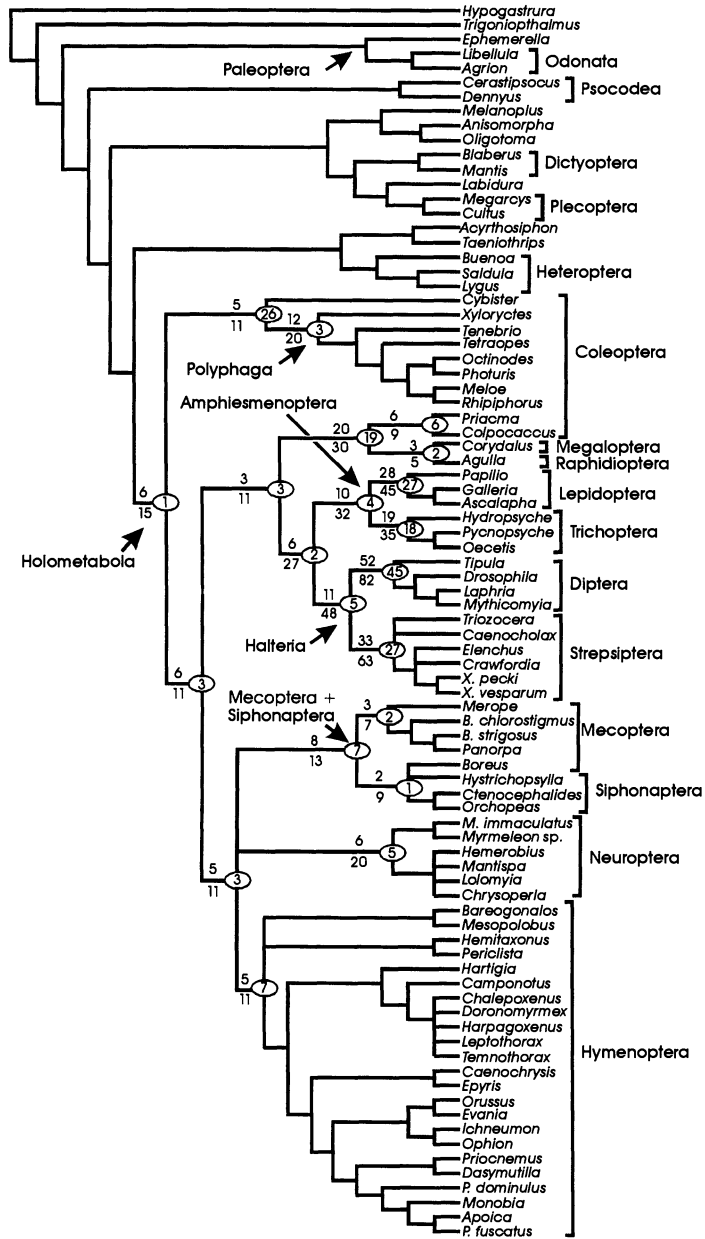 Hypogastrura
Trigoniopthalmus
Ephemerella
Libellula
Paleoptera
Agrion
Odonata
Cerastipsocus
Dennyus
Psocodea
Melanoplus
Anisomorpha
Oligotoma
Blaberus
Mantis
Dictyoptera
Labidura
Megarcys
Cultus
Plecoptera
Acyrthosiphon
Taeniothrips
Buenoa
Saldula
Lygus
Heteroptera
Cybister
5
26
11
12
3
20
Xyloryctes
Polyphaga
Tenebrio
Tetraopes
Octinodes
Photuris
Meloe
Rhipiphorus
Coleoptera
Amphiesmenoptera
6
6
9
Priacma
Colpocaccus
20
19
30
3
2
5
Corydalus
Megaloptera
Agulla
Raphidioptera
3
3
11
10
4
32
28
27
45
Papilio
Galleria
Ascalapha
Lepidoptera
6
1
15
Holometabola
19
18
35
Hydropsyche
Pycnopsyche
Oecetis
Trichoptera
6
2
27
52
45
82
Tipula
Drosophila
Laphria
Mythicomyia
Diptera
11
5
48
Halteria
33
27
63
Triozocera
Caenocholax
Elenchus
Crawfordia
X. pecki
X. vesparum
Strepsiptera
6
3
11
Mecoptera +
Siphonaptera
3
2
7
Merope
B. chlorostigmus
B. strigosus
Panorpa
Mecoptera
8
7
13
2
1
9
Boreus
Hystrichopsylla
Ctenocephalides
Orchopeas
Siphonaptera
6
5
20
M. immaculatus
Myrmeleon sp.
Hemerobius
Mantispa
Lolomyia
Chrysoperla
Neuroptera
5
3
11
Bareogonalos
Mesopolobus
Hemitaxonus
Periclista
5
7
11
Hartigia
Camponotus
Chalepoxenus
Doronomyrmex
Harpagoxenus
Leptothorax
Temnothorax
Hymenoptera
Caenochrysis
Epyris
Orussus
Evania
Ichneumon
Ophion
Priocnemus
Dasymutilla
P. dominulus
Monobia
Apoica
P. fuscatus